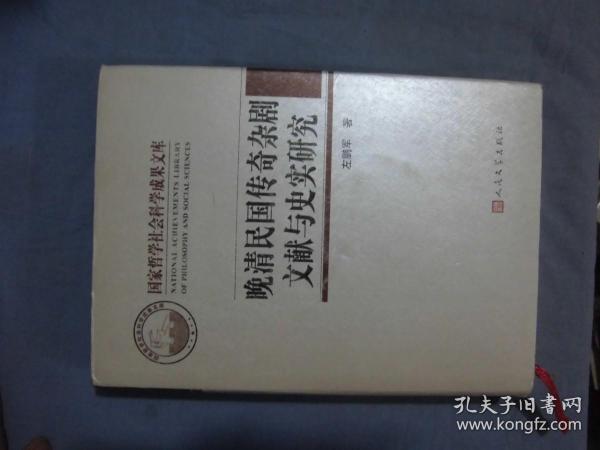 国家哲学社会科学成果文库
NATIONAL ACHIEVEMENTS LIBRARY
OF PHILOSOPHY AND SOCIAL SCIENCES
晚清民国传奇杂剧
文献与史实研究
左鹏军 著
人民文学出版社
孔夫子旧书网
www.kongfz.com